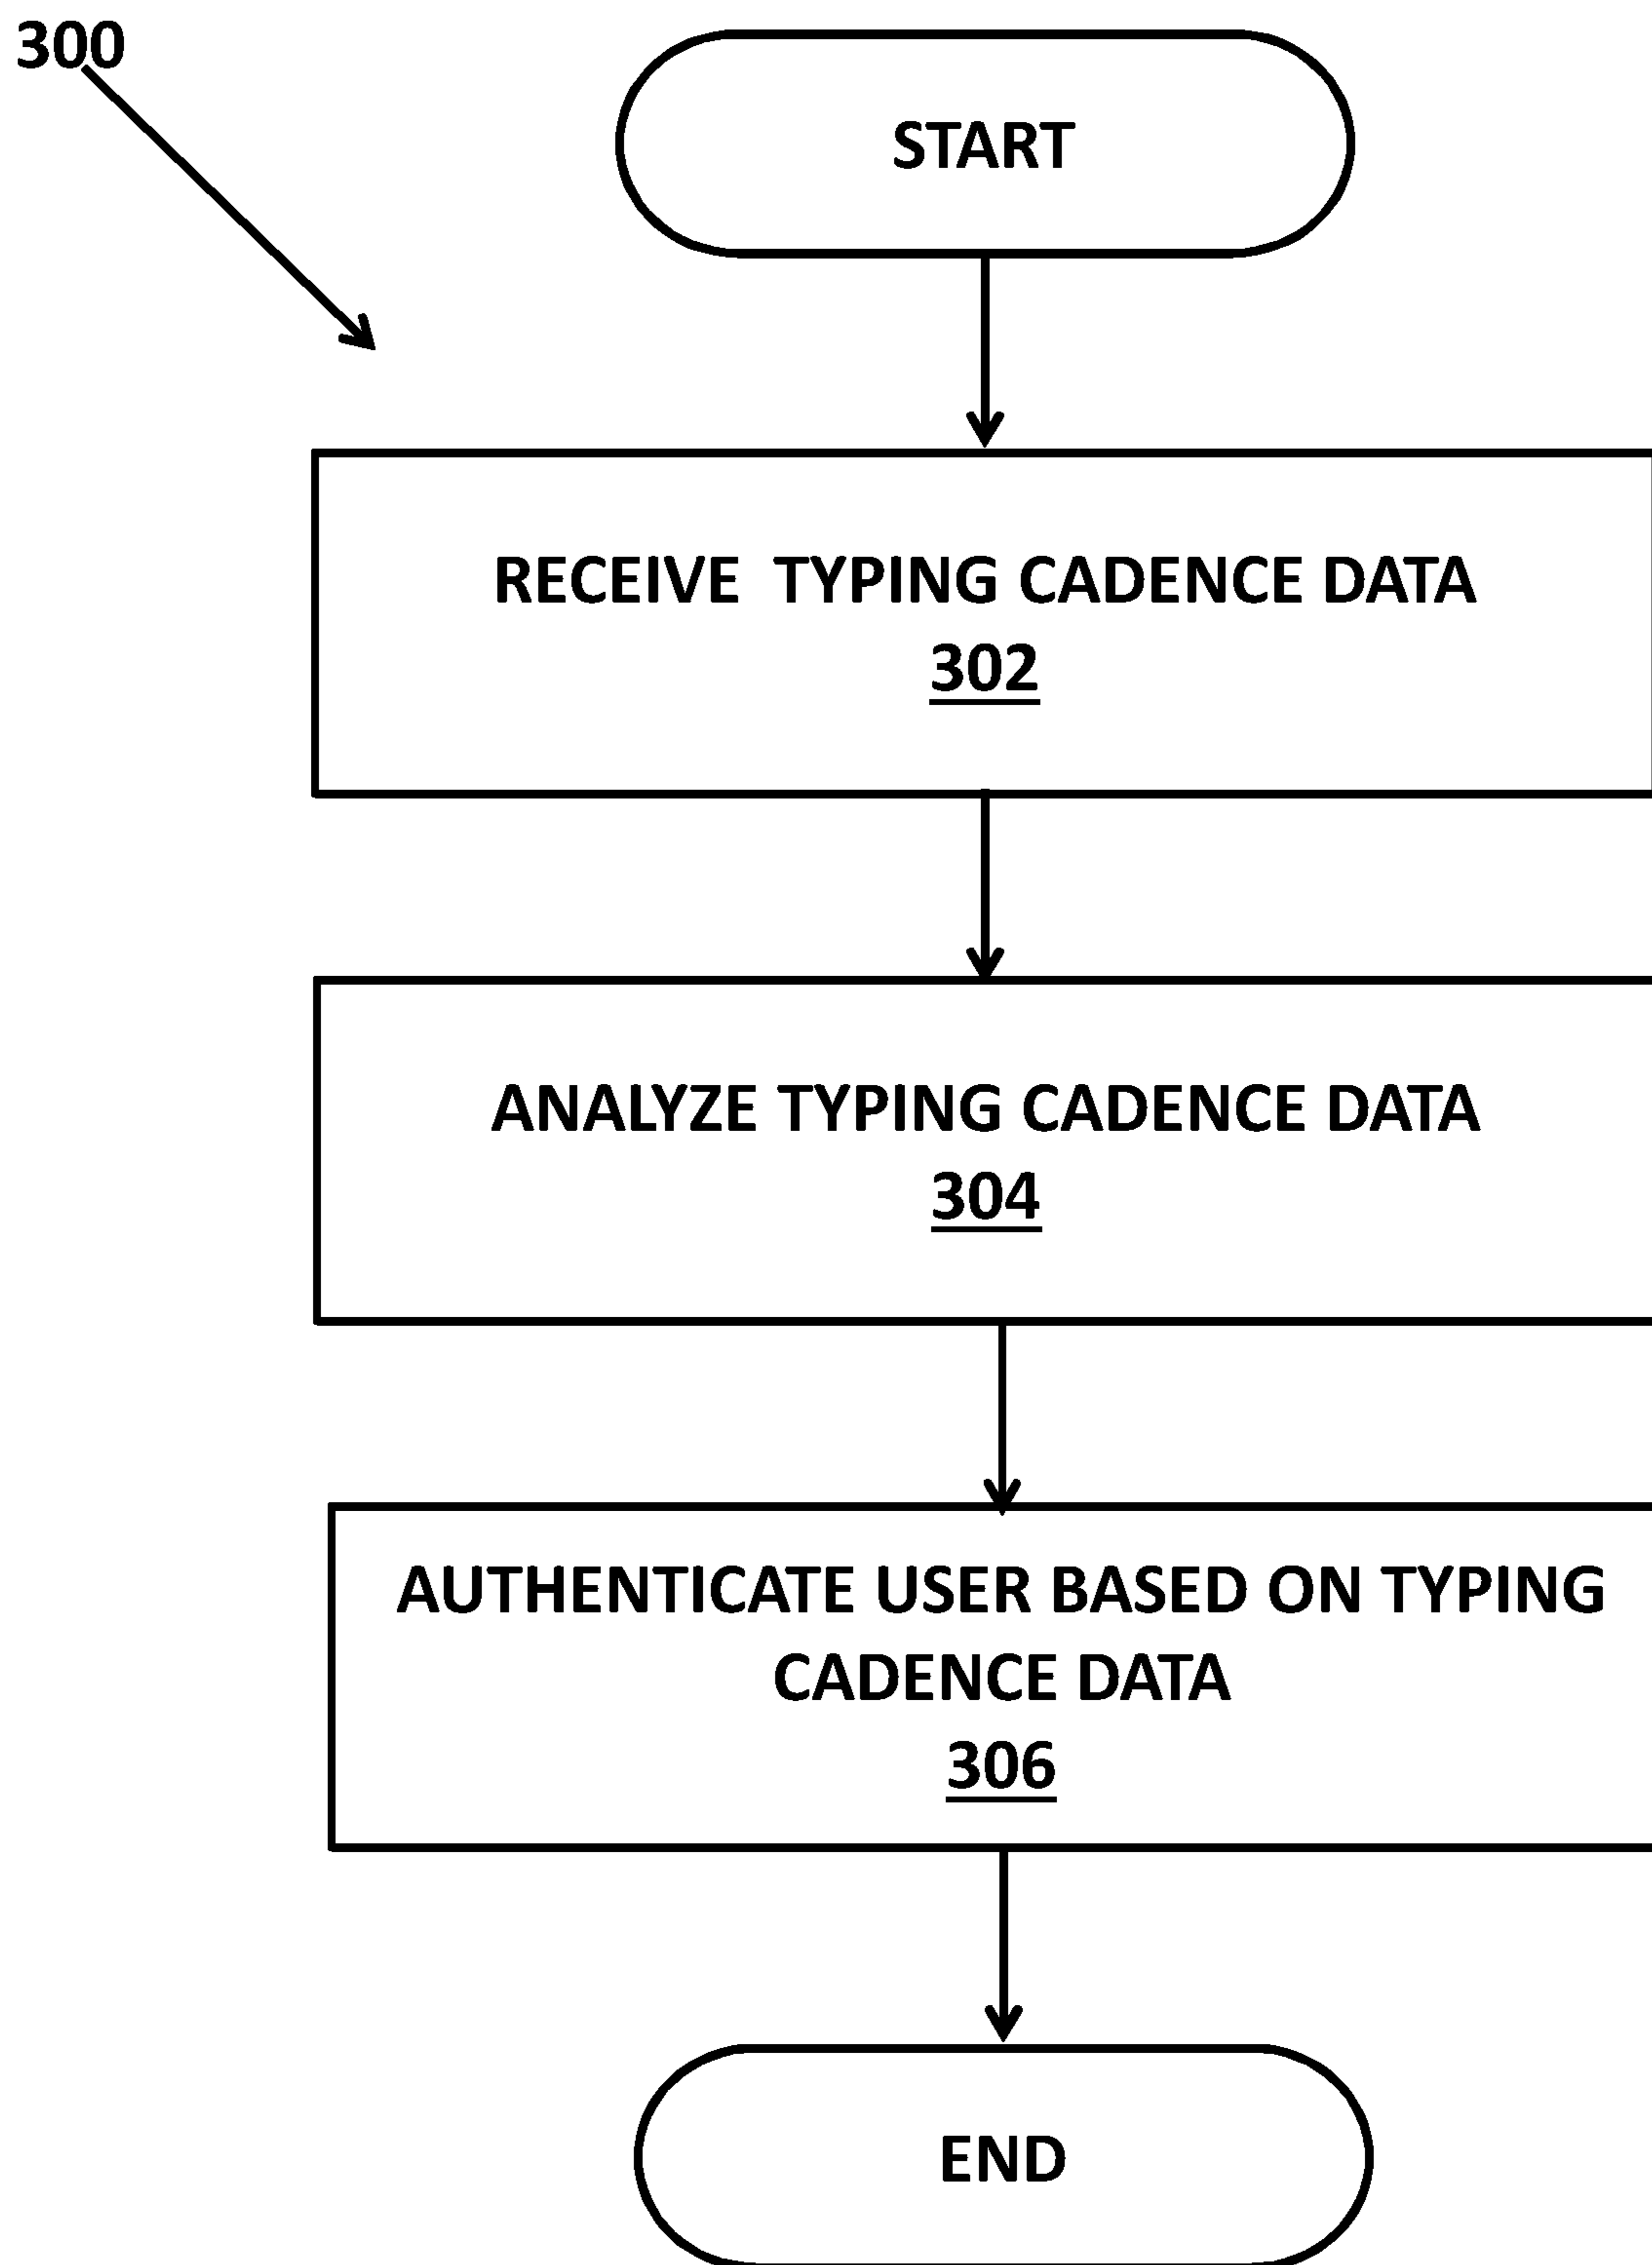 300
START
RECEIVE TYPING CADENCE DATA
302
ANALYZE TYPING CADENCE DATA
304
AUTHENTICATE USER BASED ON TYPING
CADENCE DATA
306
END